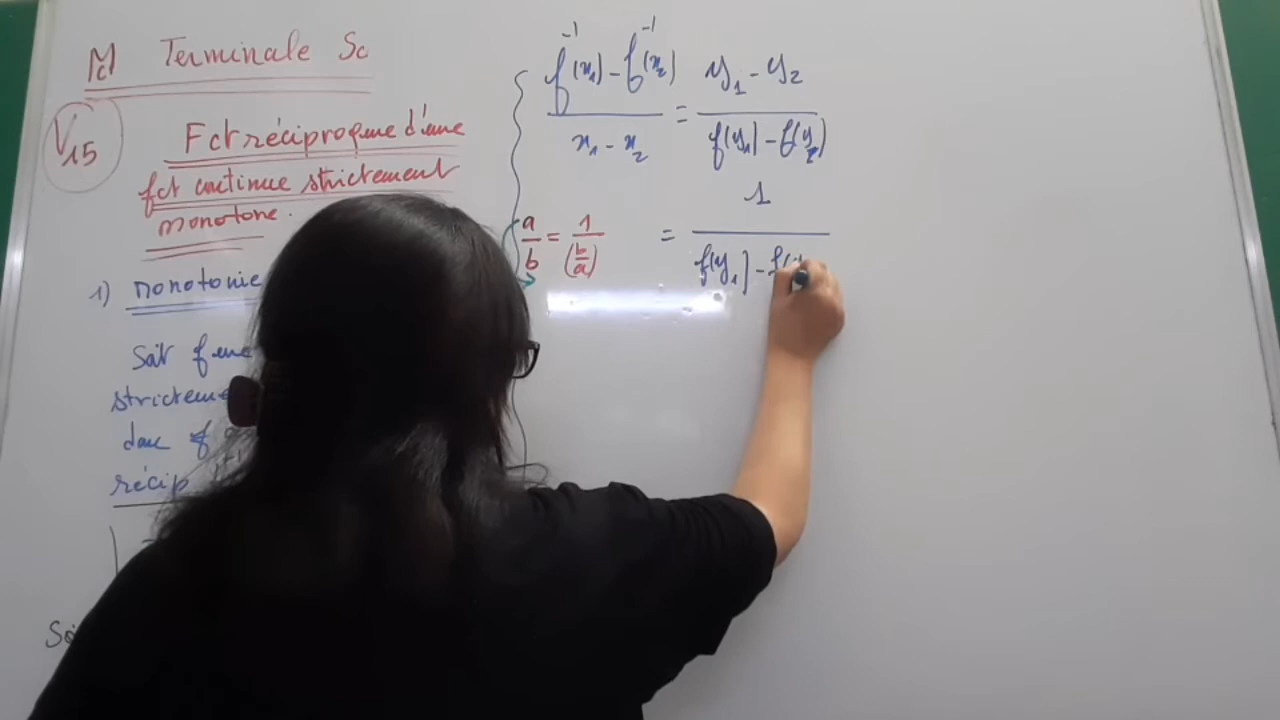 Terminale Sc
V15
Fct réciproque d'une
fct continue strictement
monotone.
1) monotonie
Soit f une
stricteme
donc f
récip
f⁻¹(x₁) - f⁻¹(x₂) / x₁ - x₂ = y₁ - y₂ / f(y₁) - f(y₂)
a/b = 1/(b/a)
= 1 / f(y₁) - f(y